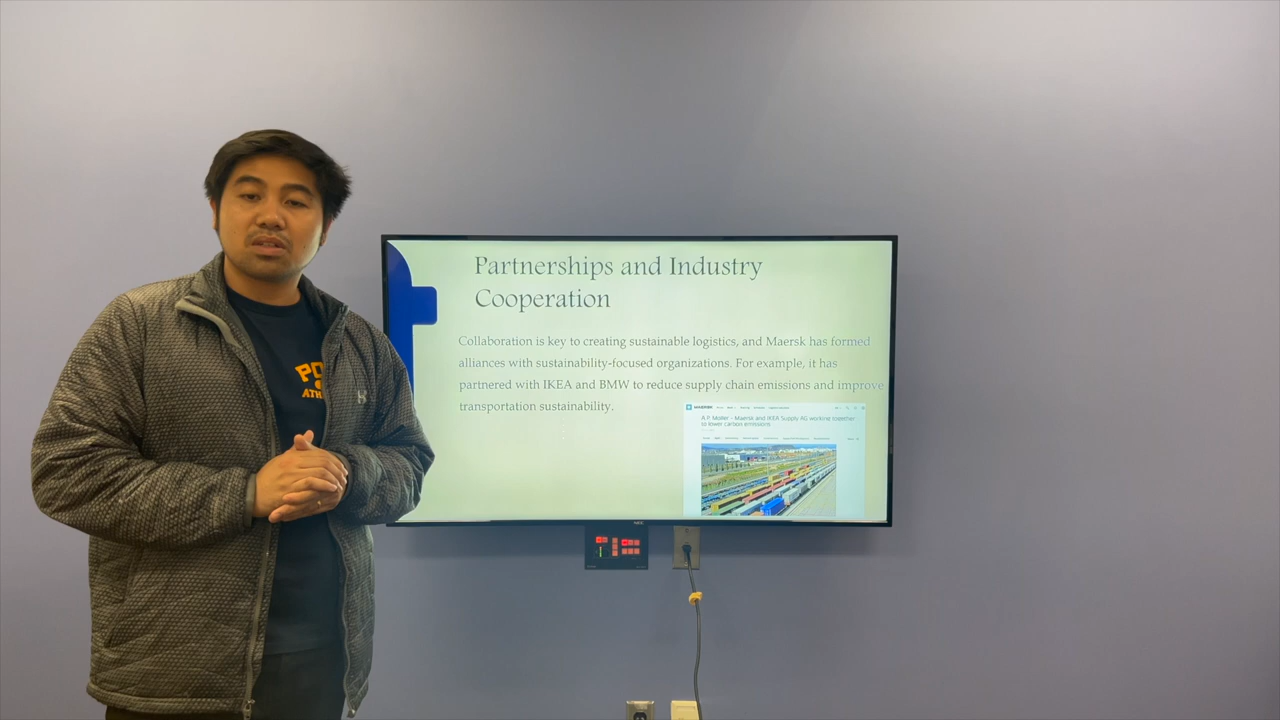 Partnerships and Industry
Cooperation
Collaboration is key to creating sustainable logistics, and Maersk has formed
alliances with sustainability-focused organizations. For example, it has
partnered with IKEA and BMW to reduce supply chain emissions and improve
transportation sustainability.
MAERSK
A.P. Moller - Maersk and IKEA Supply AG working together
to lower carbon emissions
NEC